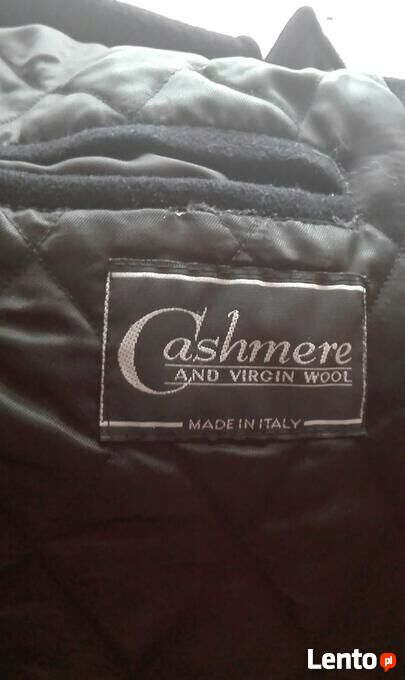 Cashmere
AND VIRGIN WOOL
MADE IN ITALY
Lento.pl